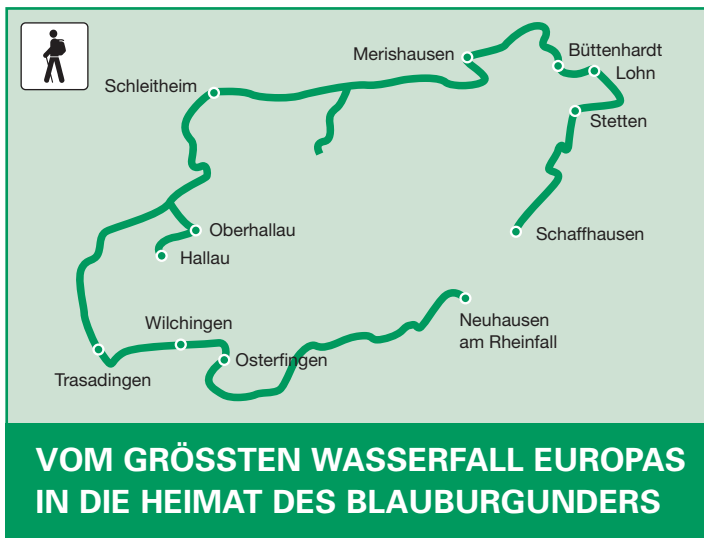 Merishausen
Büttenhardt
Lohn
Schleitheim
Stetten
Oberhallau
Schaffhausen
Hallau
Wilchingen
Neuhausen
am Rheinfall
Osterfingen
Trasadingen
VOM GRÖSSTEN WASSERFALL EUROPAS
IN DIE HEIMAT DES BLAUBURGUNDERS